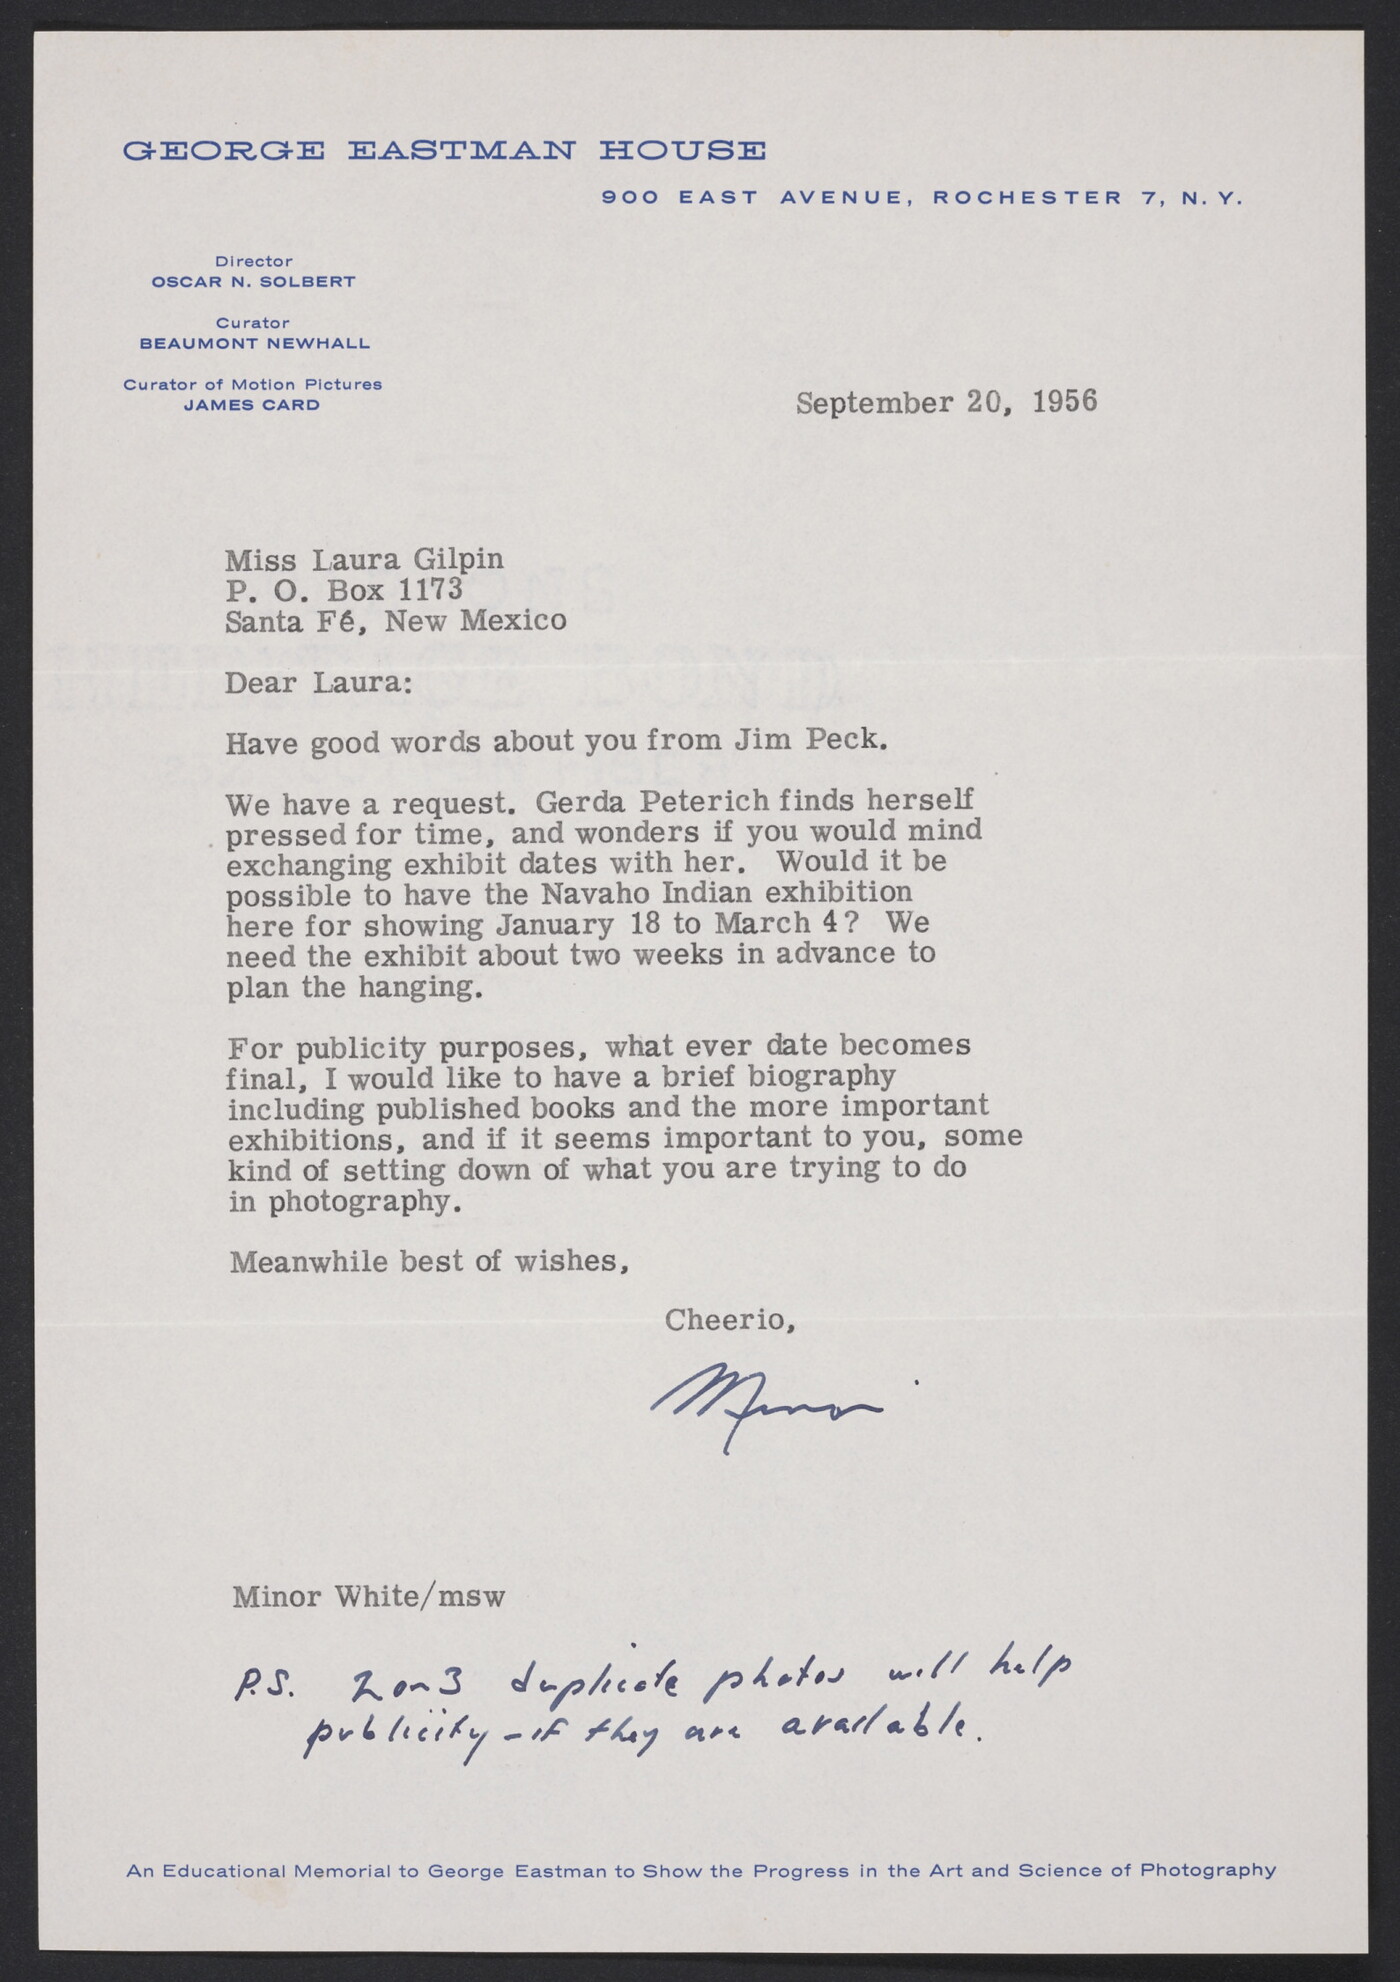 GEORGE EASTMAN HOUSE
900 EAST AVENUE, ROCHESTER 7, N. Y.
Director
OSCAR N. SOLBERT
Curator
BEAUMONT NEWHALL
Curator of Motion Pictures
JAMES CARD
September 20, 1956
Miss Laura Gilpin
P. O. Box 1173
Santa Fé, New Mexico
Dear Laura:
Have good words about you from Jim Peck.
We have a request. Gerda Peterich finds herself
pressed for time, and wonders if you would mind
exchanging exhibit dates with her. Would it be
possible to have the Navaho Indian exhibition
here for showing January 18 to March 4? We
need the exhibit about two weeks in advance to
plan the hanging.
For publicity purposes, what ever date becomes
final, I would like to have a brief biography
including published books and the more important
exhibitions, and if it seems important to you, some
kind of setting down of what you are trying to do
in photography.
Meanwhile best of wishes,
Cheerio,
Minor
Minor White/msw
P.S. 2 or 3 duplicate photos will help
publicity - if they are available.
An Educational Memorial to George Eastman to Show the Progress in the Art and Science of Photography